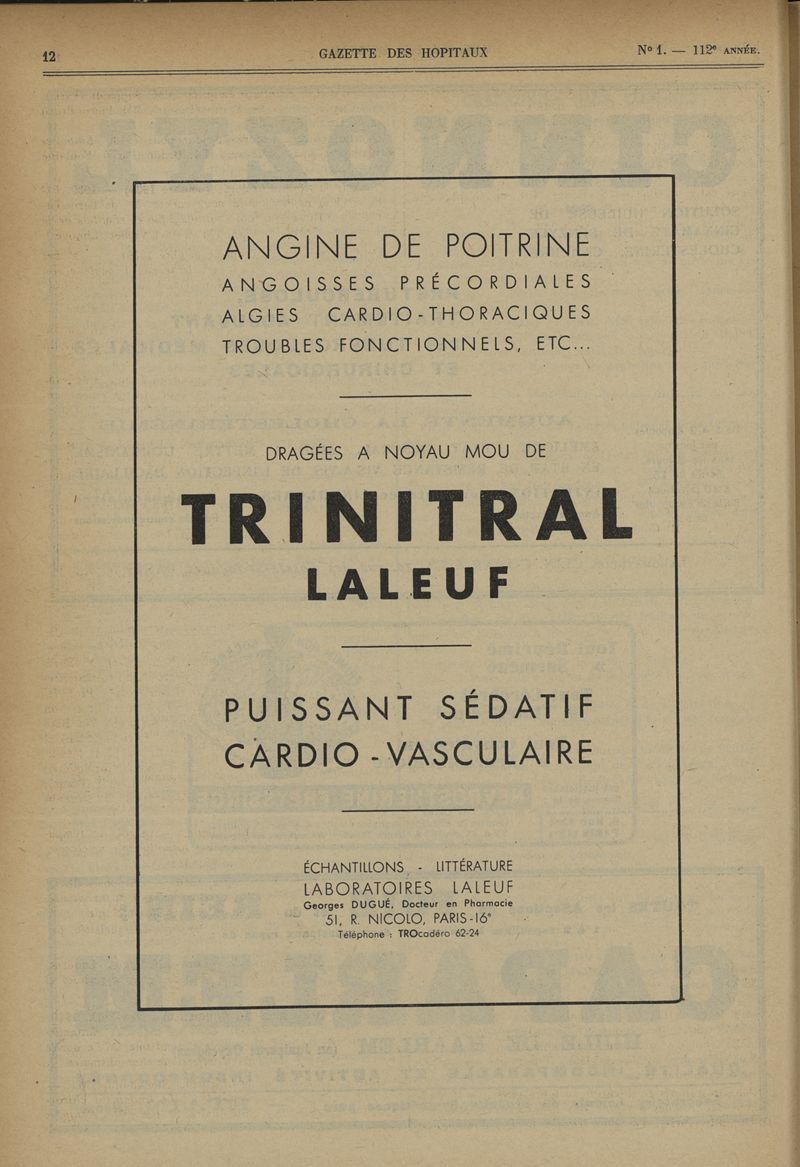 12
GAZETTE DES HOPITAUX
N° 1. — 112e ANNÉE.
ANGINE DE POITRINE
ANGOISSES PRÉCORDIALES
ALGIES CARDIO-THORACIQUES
TROUBLES FONCTIONNELS, ETC...
DRAGÉES A NOYAU MOU DE
TRINITRAL
LALEUF
PUISSANT SÉDATIF
CARDIO-VASCULAIRE
ÉCHANTILLONS - LITTÉRATURE
LABORATOIRES LALEUF
Georges DUGUÉ, Docteur en Pharmacie
51, R. NICOLO, PARIS-16e
Téléphone : TROcadéro 62-24